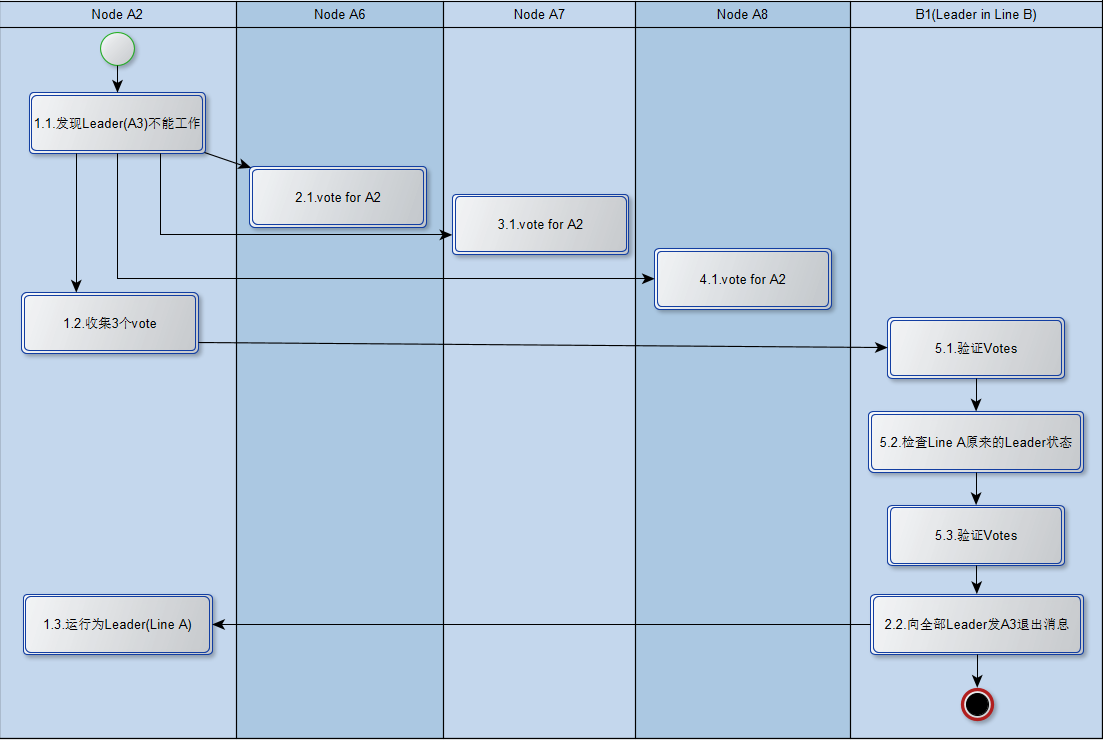 Node A2
Node A6
Node A7
Node A8
B1(Leader in Line B)
1.1.发现Leader(A3)不能工作
2.1.vote for A2
3.1.vote for A2
4.1.vote for A2
1.2.收集3个vote
5.1.验证Votes
5.2.检查Line A原来的Leader状态
5.3.验证Votes
1.3.运行为Leader(Line A)
2.2.向全部Leader发A3退出消息